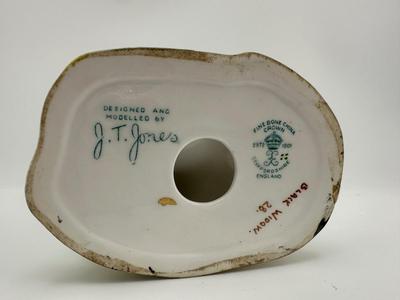 DESIGNED AND
MODELLED BY
J. T. Jones
FINE BONE CHINA
CROWN
ESTD 1801
STAFFORDSHIRE
ENGLAND
BLACK WIDOW.
28.